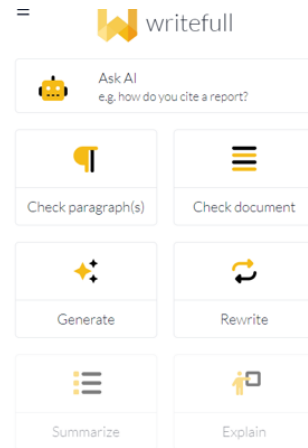 writefull
Ask AI
e.g. how do you cite a report?
Check paragraph(s)
Check document
Generate
Rewrite
Summarize
Explain